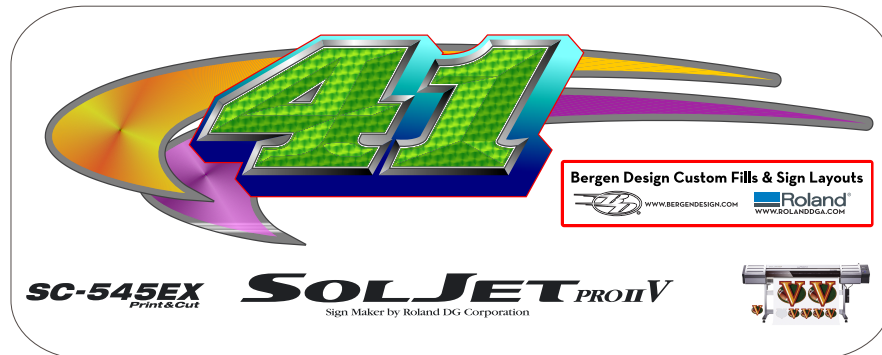 41
Bergen Design Custom Fills & Sign Layouts
WWW.BERGENDESIGN.COM
Roland®
WWW.ROLANDDGA.COM
SC-545EX
Print&Cut
SOLJET PRO II V
Sign Maker by Roland DG Corporation
V V
V V V V